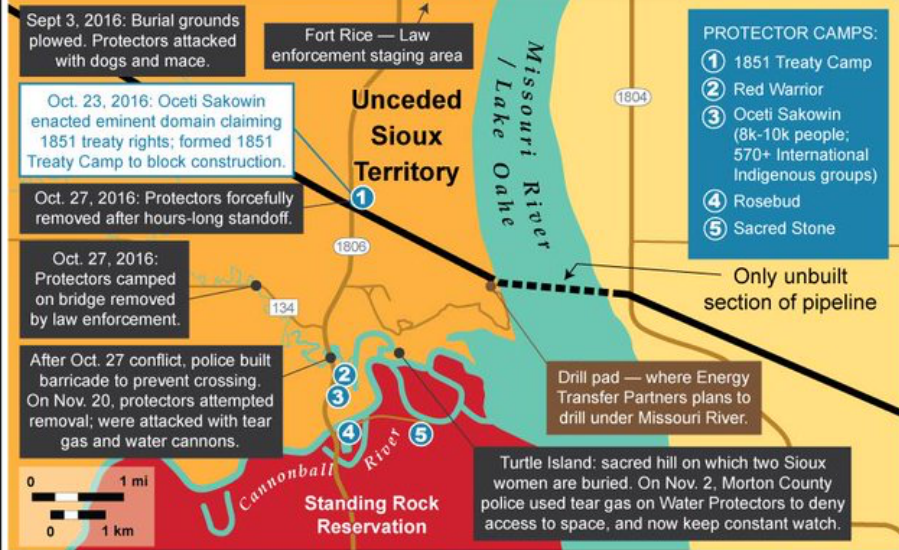 Sept 3, 2016: Burial grounds
plowed. Protectors attacked
with dogs and mace.
Fort Rice — Law
enforcement staging area
Oct. 23, 2016: Oceti Sakowin
enacted eminent domain claiming
1851 treaty rights; formed 1851
Treaty Camp to block construction.
Oct. 27, 2016: Protectors forcefully
removed after hours-long standoff.
Oct. 27, 2016:
Protectors camped
on bridge removed
by law enforcement.
After Oct. 27 conflict, police built
barricade to prevent crossing.
On Nov. 20, protectors attempted
removal; were attacked with tear
gas and water cannons.
Unceded
Sioux
Territory
1
1806
134
2
3
4
5
Missouri River
/ Lake Oahe
1804
PROTECTOR CAMPS:
1 1851 Treaty Camp
2 Red Warrior
3 Oceti Sakowin
(8k-10k people;
570+ International
Indigenous groups)
4 Rosebud
5 Sacred Stone
Only unbuilt
section of pipeline
Drill pad — where Energy
Transfer Partners plans to
drill under Missouri River.
Turtle Island: sacred hill on which two Sioux
women are buried. On Nov. 2, Morton County
police used tear gas on Water Protectors to deny
access to space, and now keep constant watch.
Cannonball River
Standing Rock
Reservation
0 1 mi
0 1 km